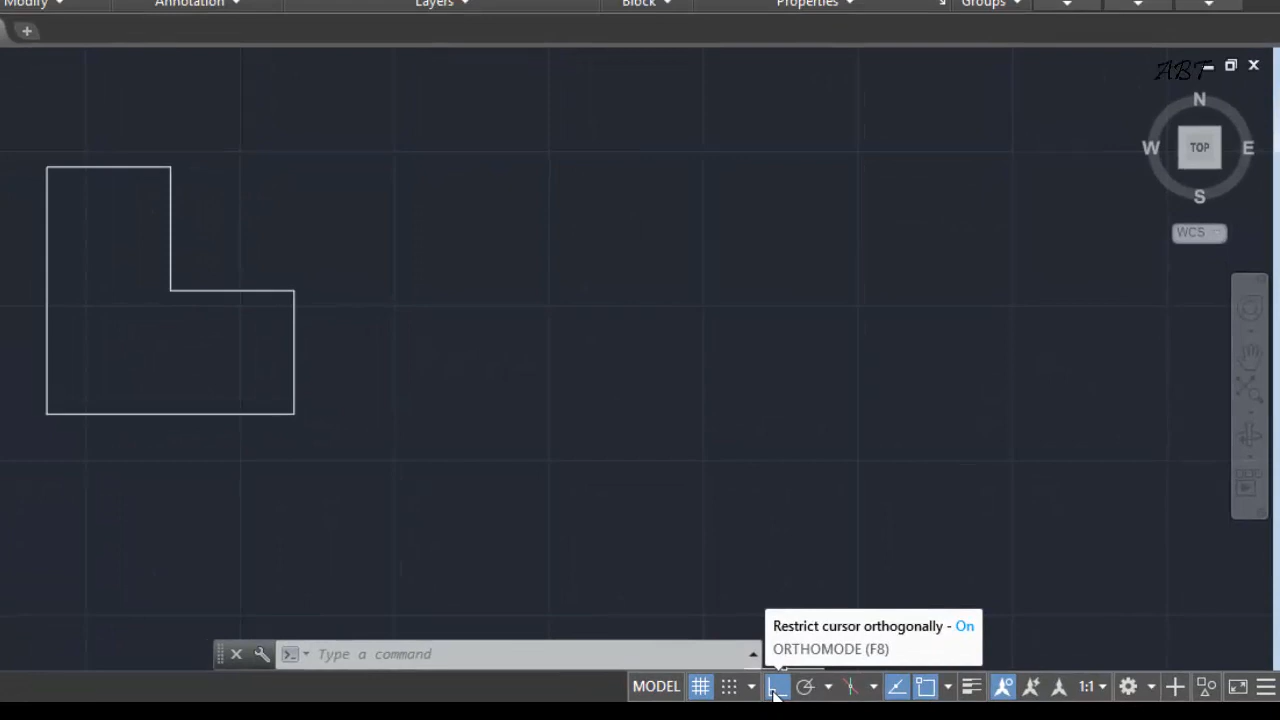 Modify Annotation Layers Block Properties Groups
ABT
N
W TOP E
S
WCS
Restrict cursor orthogonally - On
ORTHOMODE (F8)
Type a command
MODEL 1:1